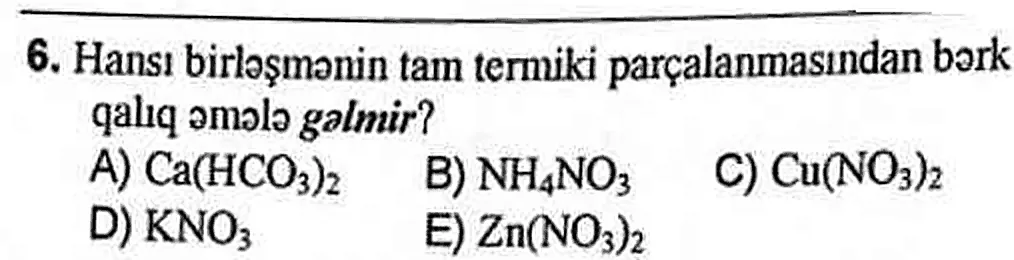 6. Hansı birləşmənin tam termiki parçalanmasından bərk
qalıq əmələ gəlmir?
A) Ca(HCO₃)₂ B) NH₄NO₃ C) Cu(NO₃)₂
D) KNO₃ E) Zn(NO₃)₂